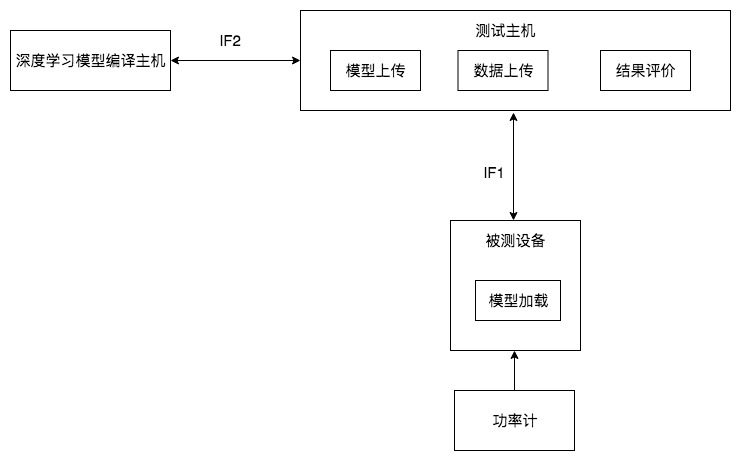 IF2
测试主机
深度学习模型编译主机
模型上传
数据上传
结果评价
IF1
被测设备
模型加载
功率计